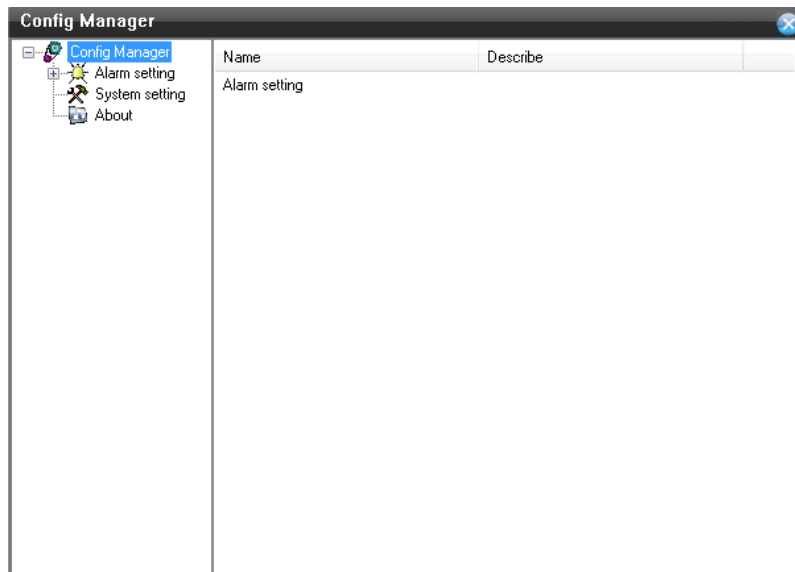 Config Manager
Config Manager
Alarm setting
System setting
About
Name Describe
Alarm setting